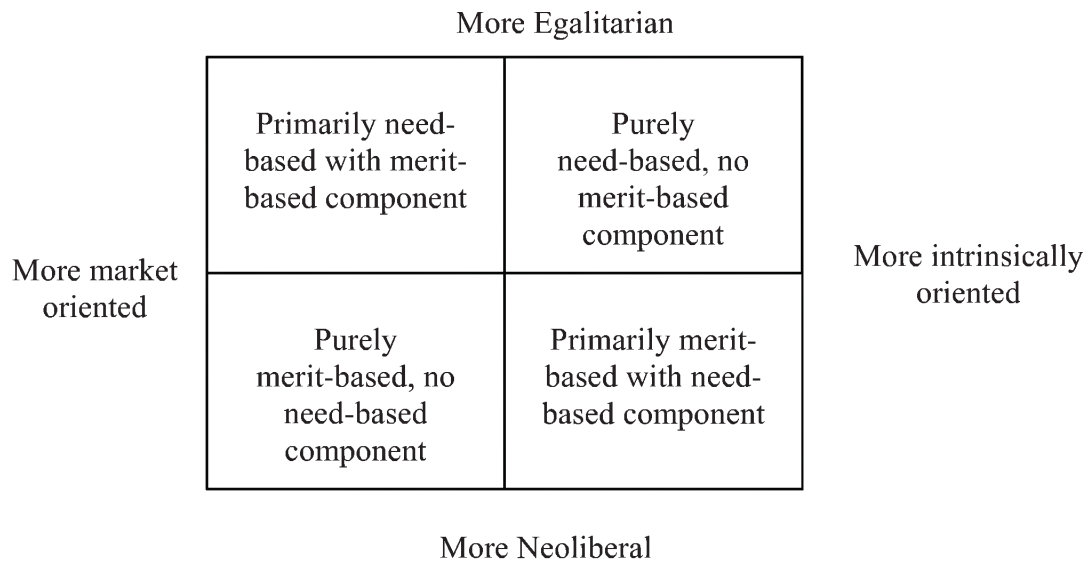 More Egalitarian
Primarily need-
based with merit-
based component
Purely
need-based, no
merit-based
component
More market
oriented
More intrinsically
oriented
Purely
merit-based, no
need-based
component
Primarily merit-
based with need-
based component
More Neoliberal